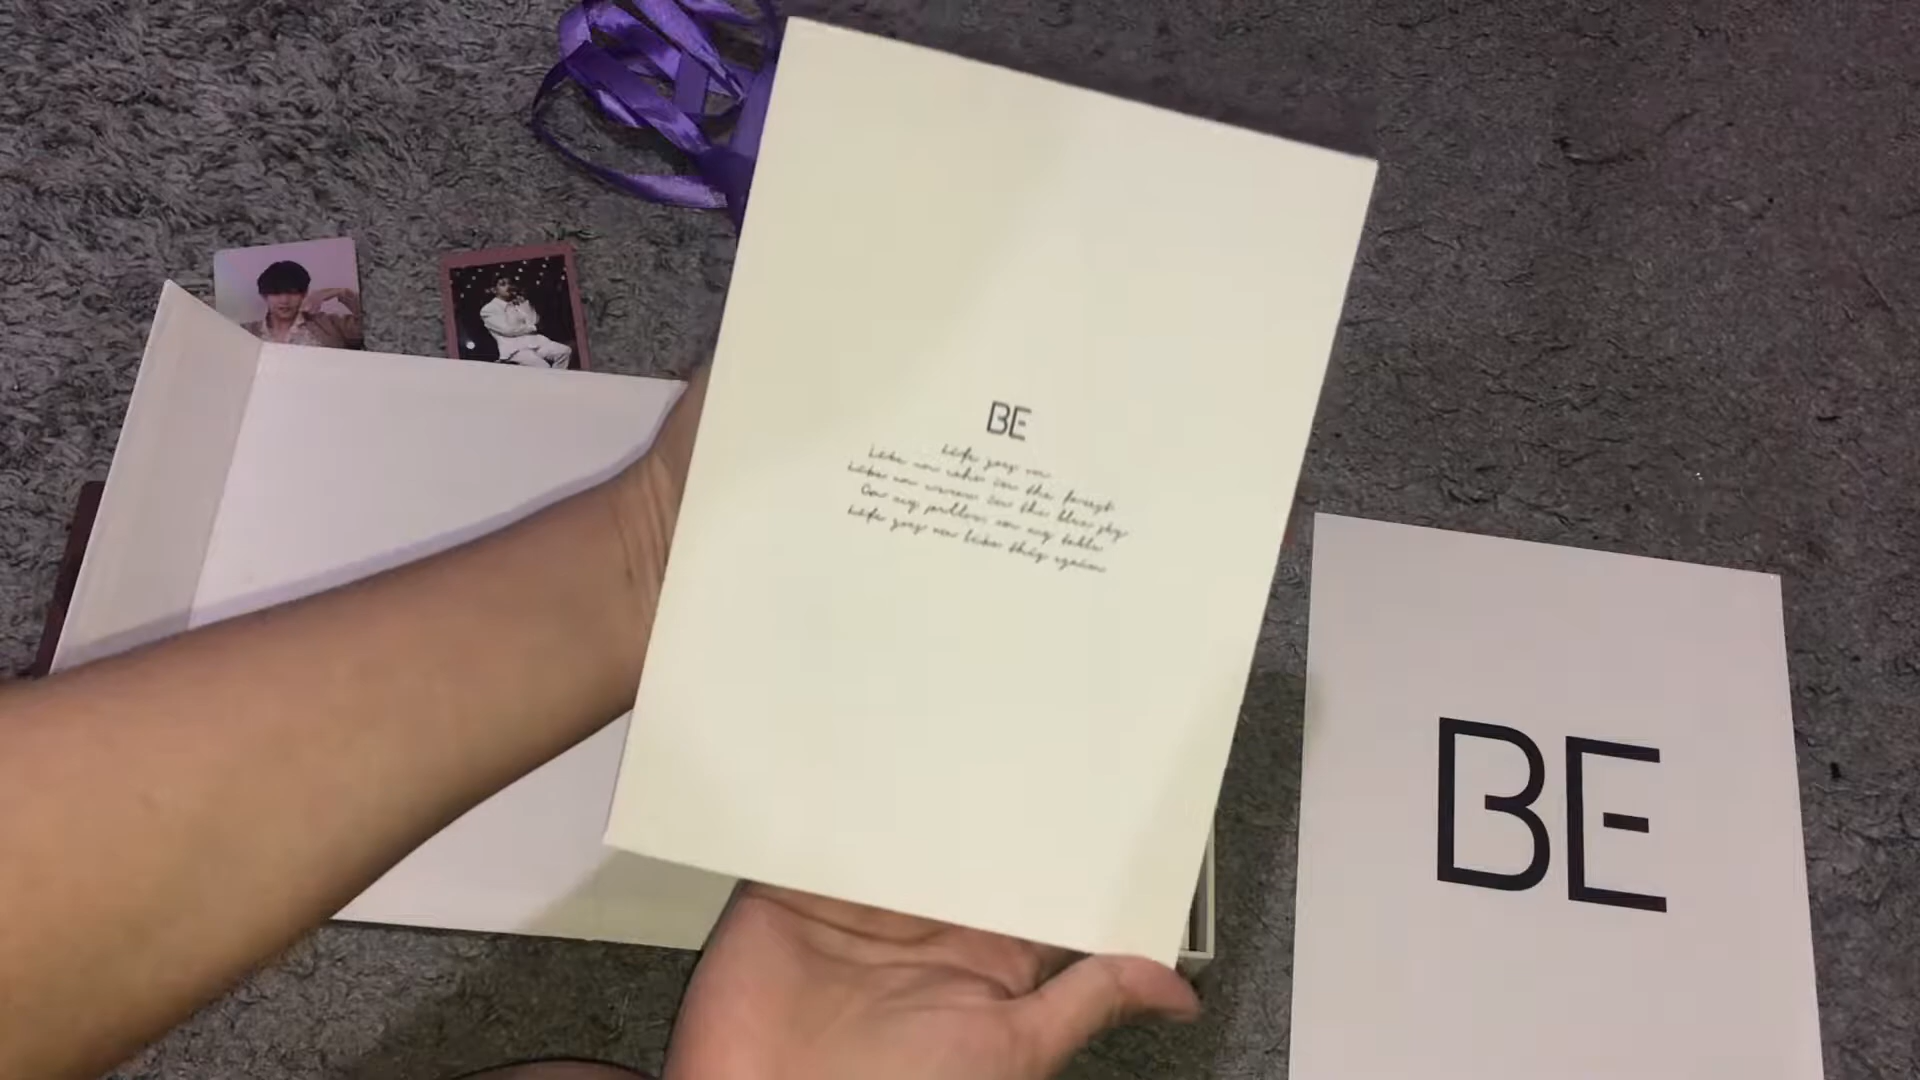 BE
Life goes on
Like an echo in the forest
Like an arrow in the blue sky
On my pillow, on my table
Life goes on like this again
BE